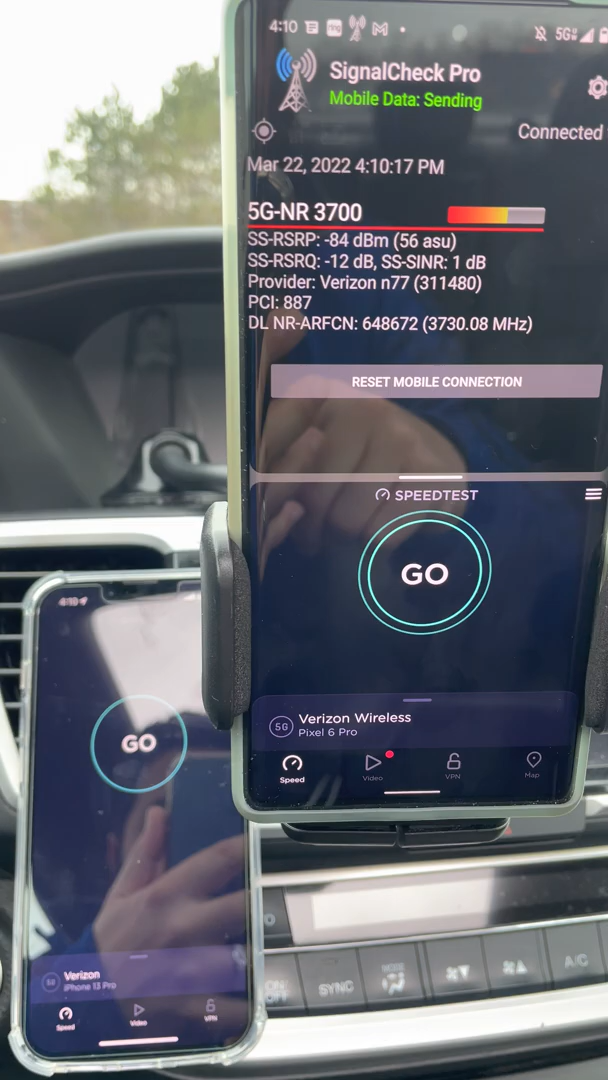 4:10
5G
SignalCheck Pro
Mobile Data: Sending
Connected
Mar 22, 2022 4:10:17 PM
5G-NR 3700
SS-RSRP: -84 dBm (56 asu)
SS-RSRQ: -12 dB, SS-SINR: 1 dB
Provider: Verizon n77 (311480)
PCI: 887
DL NR-ARFCN: 648672 (3730.08 MHz)
RESET MOBILE CONNECTION
SPEEDTEST
GO
5G
Verizon Wireless
Pixel 6 Pro
Speed
Video
VPN
Map
4:10
GO
5G
Verizon
iPhone 13 Pro
Speed
Video
VPN
ON
OFF
SYNC
MODE
A/C